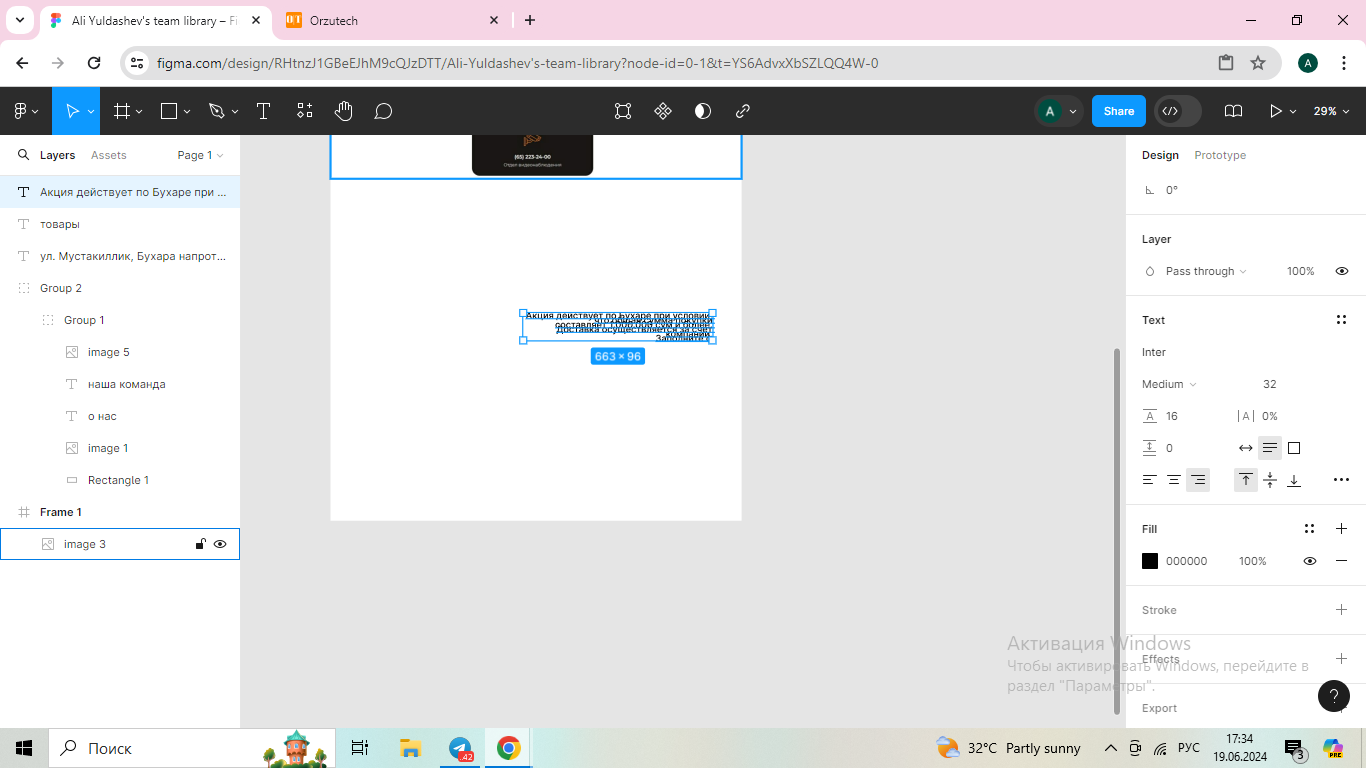 Ali Yuldashev's team library – Fi
Orzutech
figma.com/design/RHtnzJ1GBeEJhM9cQJzDTT/Ali-Yuldashev's-team-library?node-id=0-1&t=YS6AdvxXbSZLQQ4W-0
A
A
Share
29%
Layers
Assets
Page 1
Акция действует по Бухаре при ...
товары
ул. Мустакиллик, Бухара напрот...
Group 2
Group 1
image 5
наша команда
о нас
image 1
Rectangle 1
Frame 1
image 3
(65) 223-24-00
Отдел видеонаблюдения
Акция действует по Бухаре при условии,
что общая сумма покупки
составляет 1.000.000 сум и более.
Доставка осуществляется за счет
компании.
663 × 96
Design
Prototype
0°
Layer
Pass through
100%
Text
Inter
Medium
32
16
0%
0
Fill
000000
100%
Stroke
Effects
Export
Активация Windows
Чтобы активировать Windows, перейдите в
раздел "Параметры".
?
Поиск
42
32°C Partly sunny
РУС
17:34
19.06.2024
3
PRE